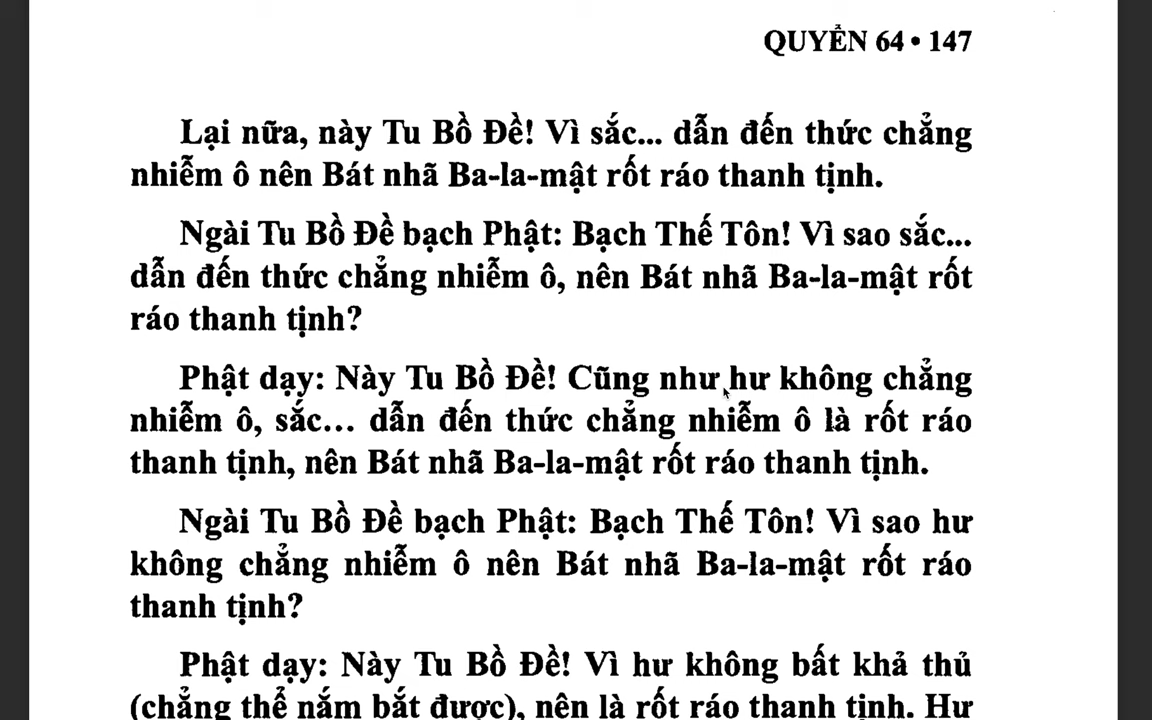 QUYỂN 64 • 147
Lại nữa, này Tu Bồ Đề! Vì sắc... dẫn đến thức chẳng
nhiễm ô nên Bát nhã Ba-la-mật rốt ráo thanh tịnh.
Ngài Tu Bồ Đề bạch Phật: Bạch Thế Tôn! Vì sao sắc...
dẫn đến thức chẳng nhiễm ô, nên Bát nhã Ba-la-mật rốt
ráo thanh tịnh?
Phật dạy: Này Tu Bồ Đề! Cũng như hư không chẳng
nhiễm ô, sắc... dẫn đến thức chẳng nhiễm ô là rốt ráo
thanh tịnh, nên Bát nhã Ba-la-mật rốt ráo thanh tịnh.
Ngài Tu Bồ Đề bạch Phật: Bạch Thế Tôn! Vì sao hư
không chẳng nhiễm ô nên Bát nhã Ba-la-mật rốt ráo
thanh tịnh?
Phật dạy: Này Tu Bồ Đề! Vì hư không bất khả thủ
(chẳng thể nắm bắt được), nên là rốt ráo thanh tịnh. Hư